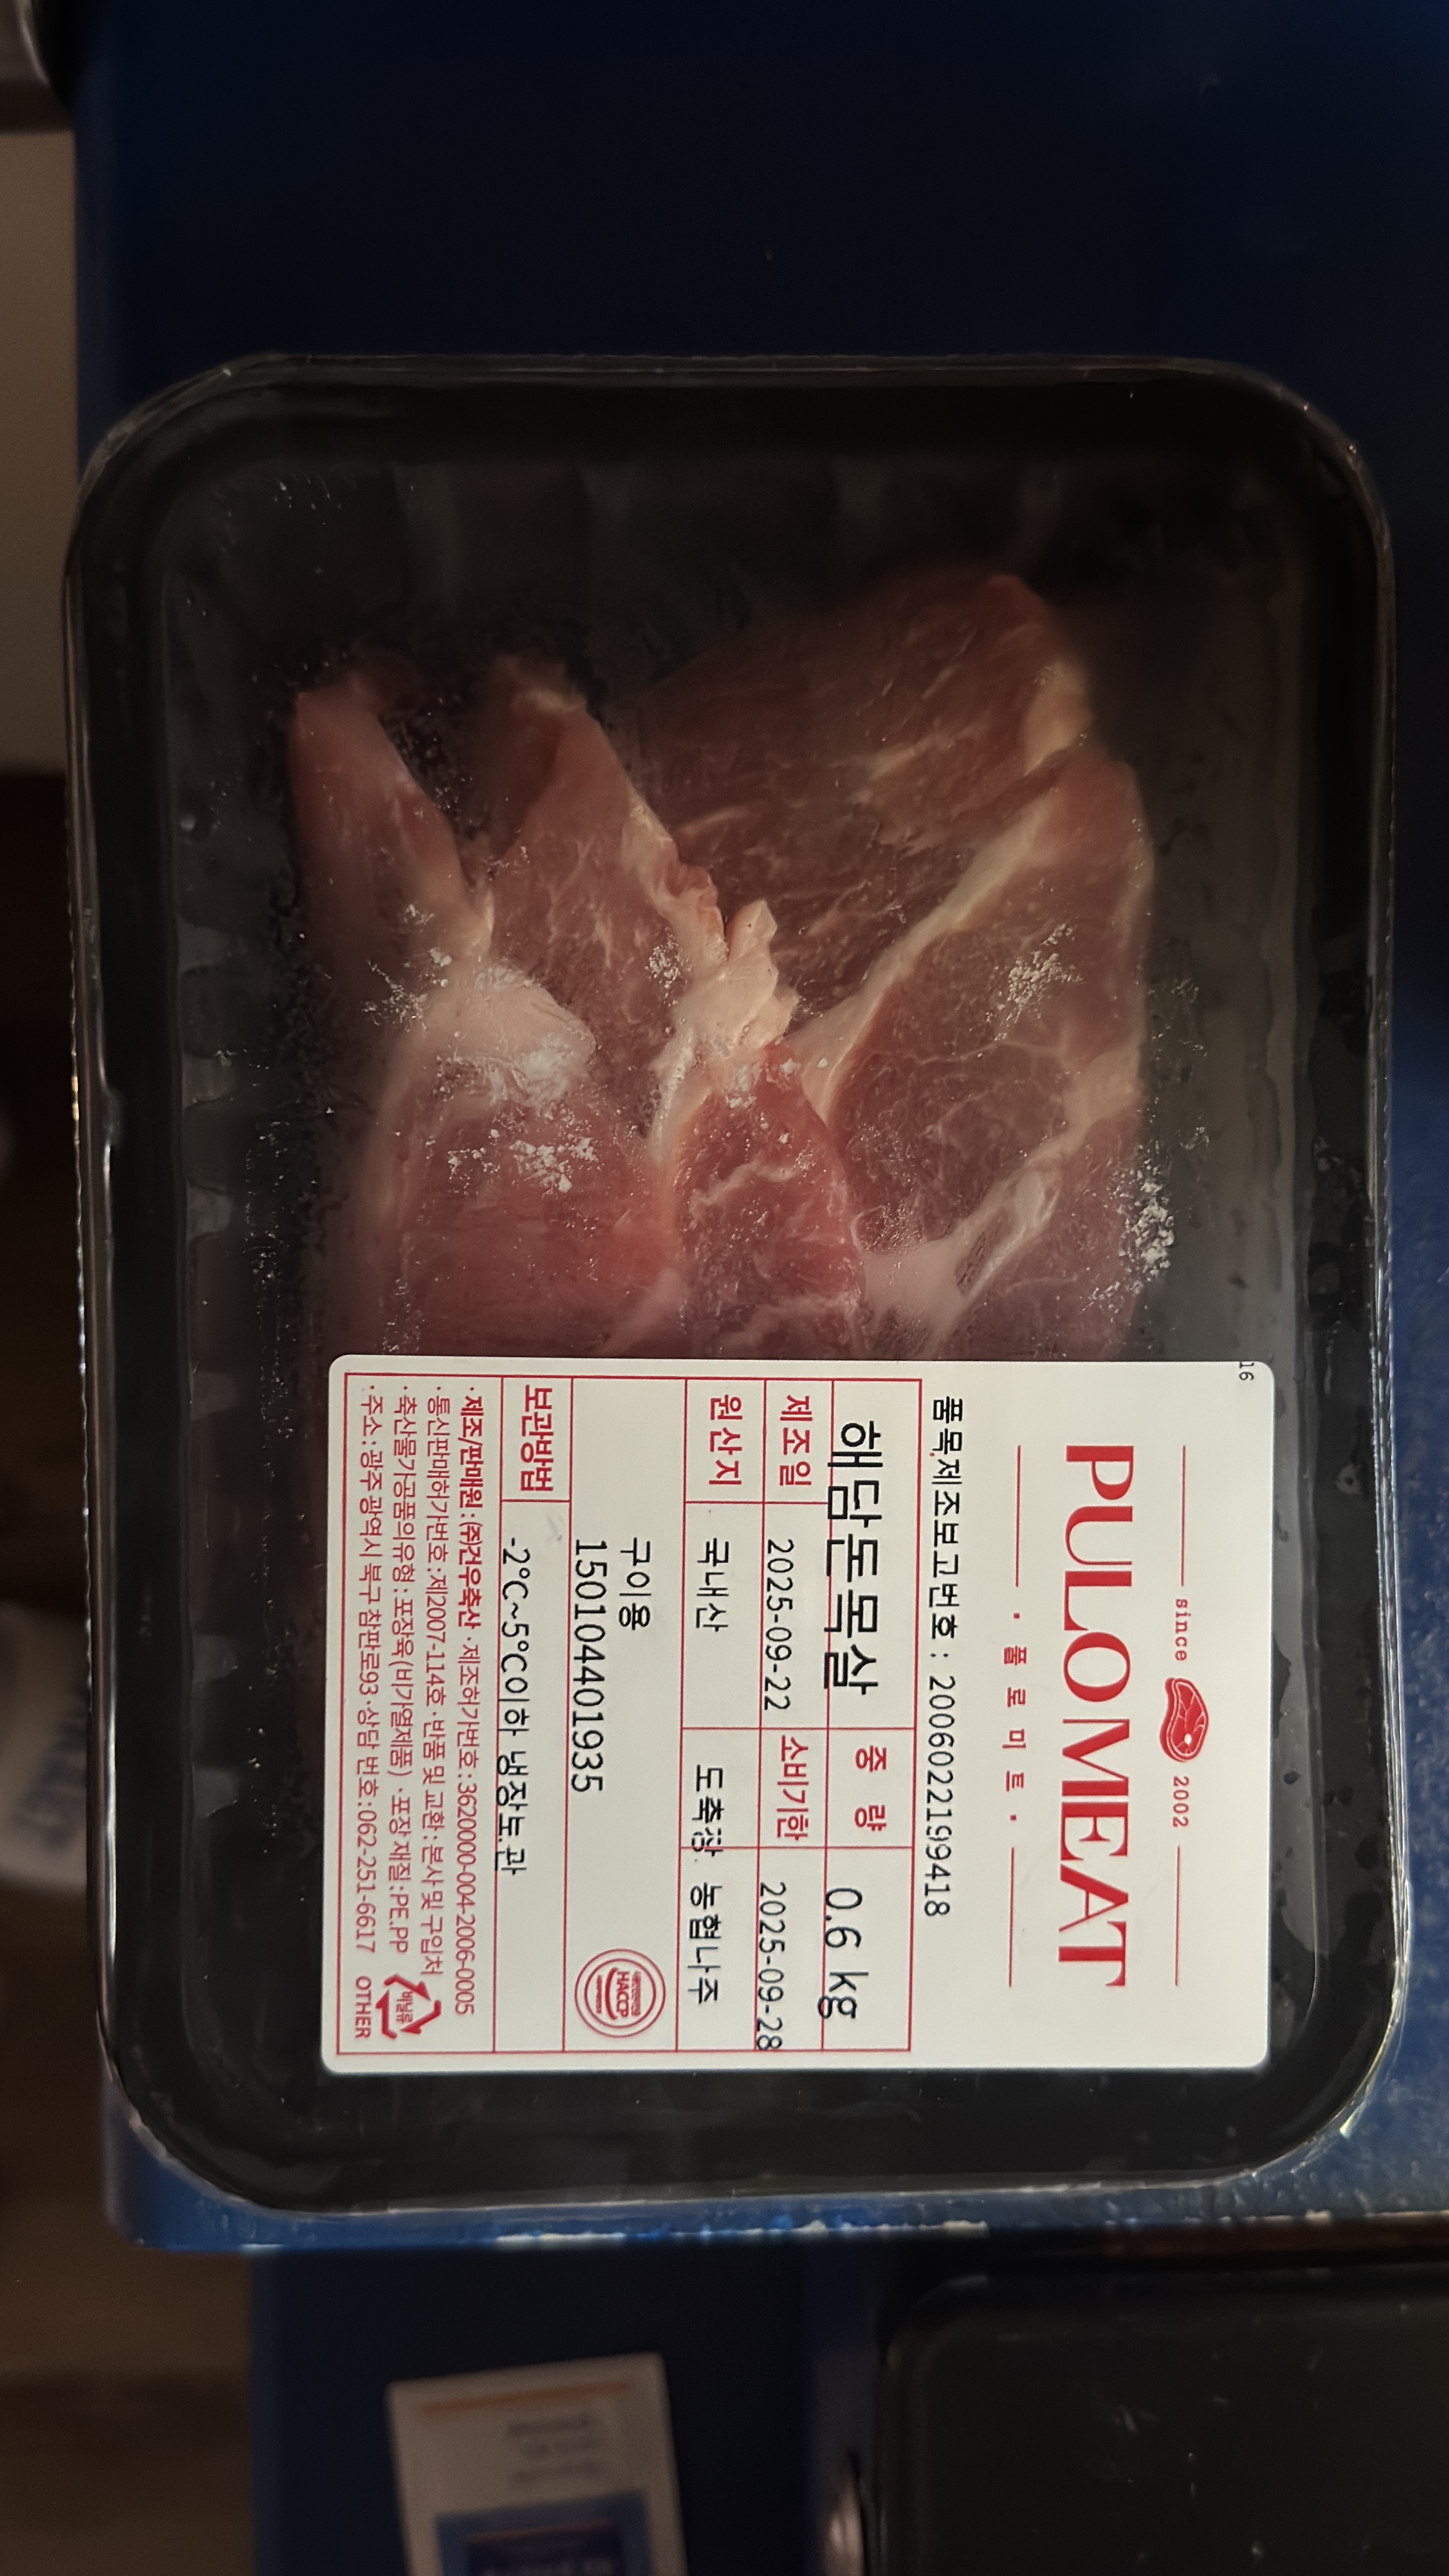 16
since 2002
PULO MEAT
· 풀로미트 ·
품목제조보고번호 : 2006022199418
해담돈목살 중 량 0.6 kg
제조일 2025-09-22 소비기한 2025-09-28
원산지 국내산 도축장 농협나주
구이용
150104401935
HACCP
보관방법 -2℃~5℃이하 냉장보관
·제조/판매원 : (주)건우축산 ·제조허가번호 : 3620000-004-2006-0005
·통신판매허가번호 : 제2007-114호 ·반품 및 교환 : 본사 및 구입처
·축산물가공품의유형 : 포장육(비가열제품) ·포장 재질 : PE.PP
·주소 : 광주 광역시 북구 참판로93 ·상담 번호 : 062-251-6617
비닐류
OTHER